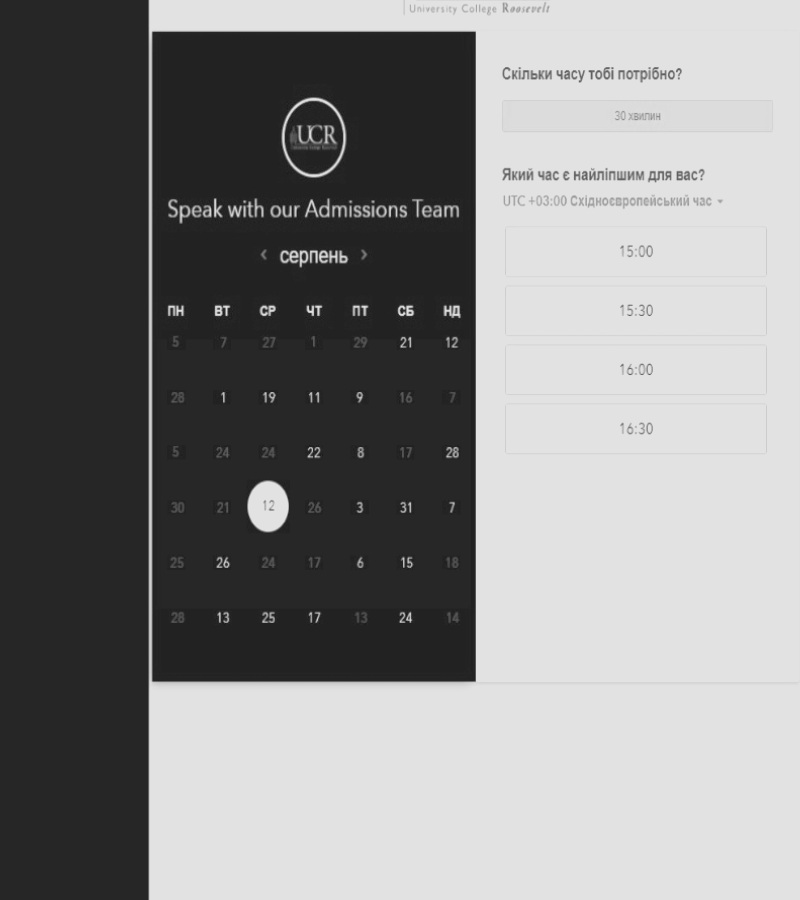 University College Roosevelt
UCR
Speak with our Admissions Team
‹ серпень ›
ПН ВТ СР ЧТ ПТ СБ НД
5 7 27 1 29 21 12
28 1 19 11 9 16 7
5 24 24 22 8 17 28
30 21 12 26 3 31 7
25 26 24 17 6 15 18
28 13 25 17 13 24 14
Скільки часу тобі потрібно?
30 хвилин
Який час є найліпшим для вас?
UTC +03:00 Східноєвропейський час
15:00
15:30
16:00
16:30